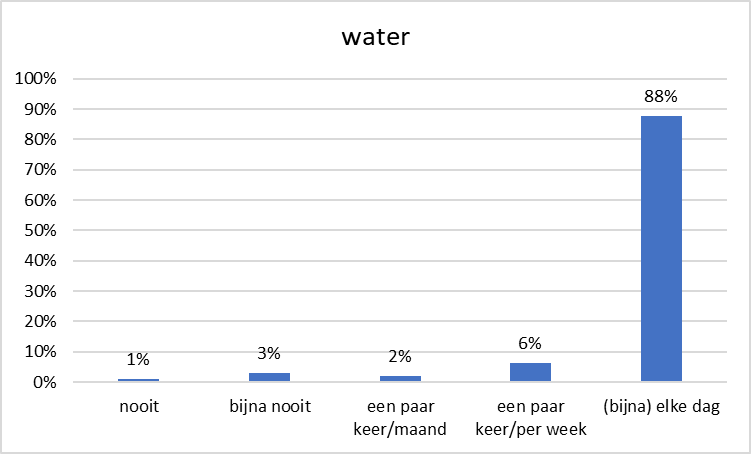 water
100%
90%
80%
70%
60%
50%
40%
30%
20%
10%
0%
1%
3%
2%
6%
88%
nooit
bijna nooit
een paar
keer/maand
een paar
keer/per week
(bijna) elke dag